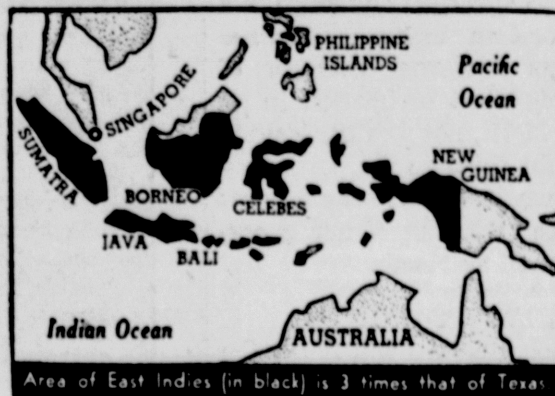 PHILIPPINE
ISLANDS
Pacific
Ocean
SINGAPORE
SUMATRA
NEW
GUINEA
BORNEO
CELEBES
JAVA
BALI
Indian Ocean
AUSTRALIA
Area of East Indies (in black) is 3 times that of Texas